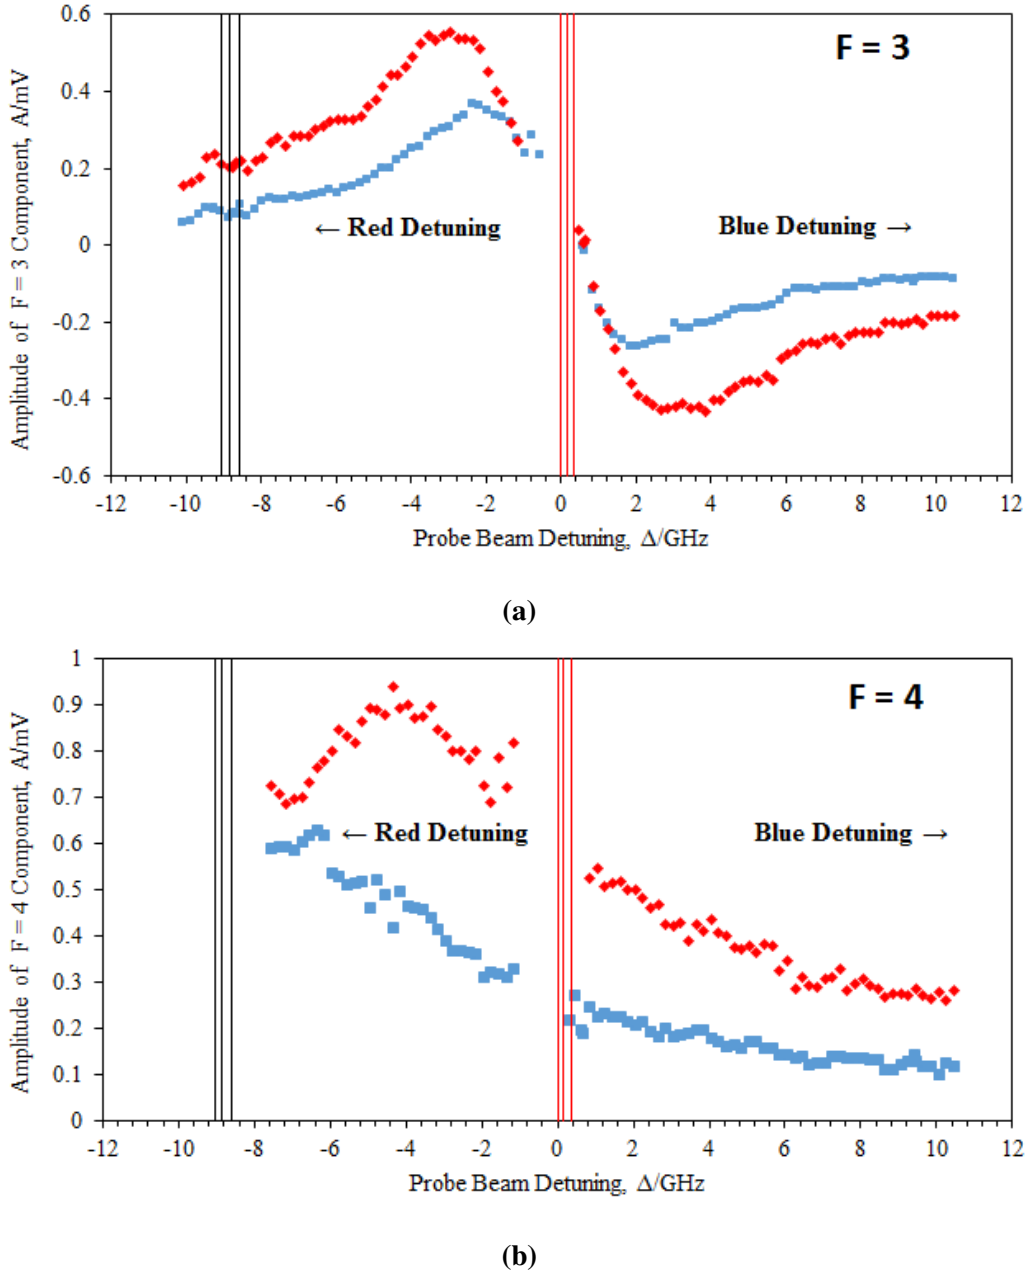 0.6
F = 3
0.4
0.2
← Red Detuning
Blue Detuning →
0
-0.2
-0.4
-0.6
Amplitude of F = 3 Component, A/mV
-12 -10 -8 -6 -4 -2 0 2 4 6 8 10 12
Probe Beam Detuning, Δ/GHz
(a)
1
F = 4
0.9
0.8
0.7
0.6
← Red Detuning
Blue Detuning →
0.5
0.4
0.3
0.2
0.1
0
Amplitude of F = 4 Component, A/mV
-12 -10 -8 -6 -4 -2 0 2 4 6 8 10 12
Probe Beam Detuning, Δ/GHz
(b)